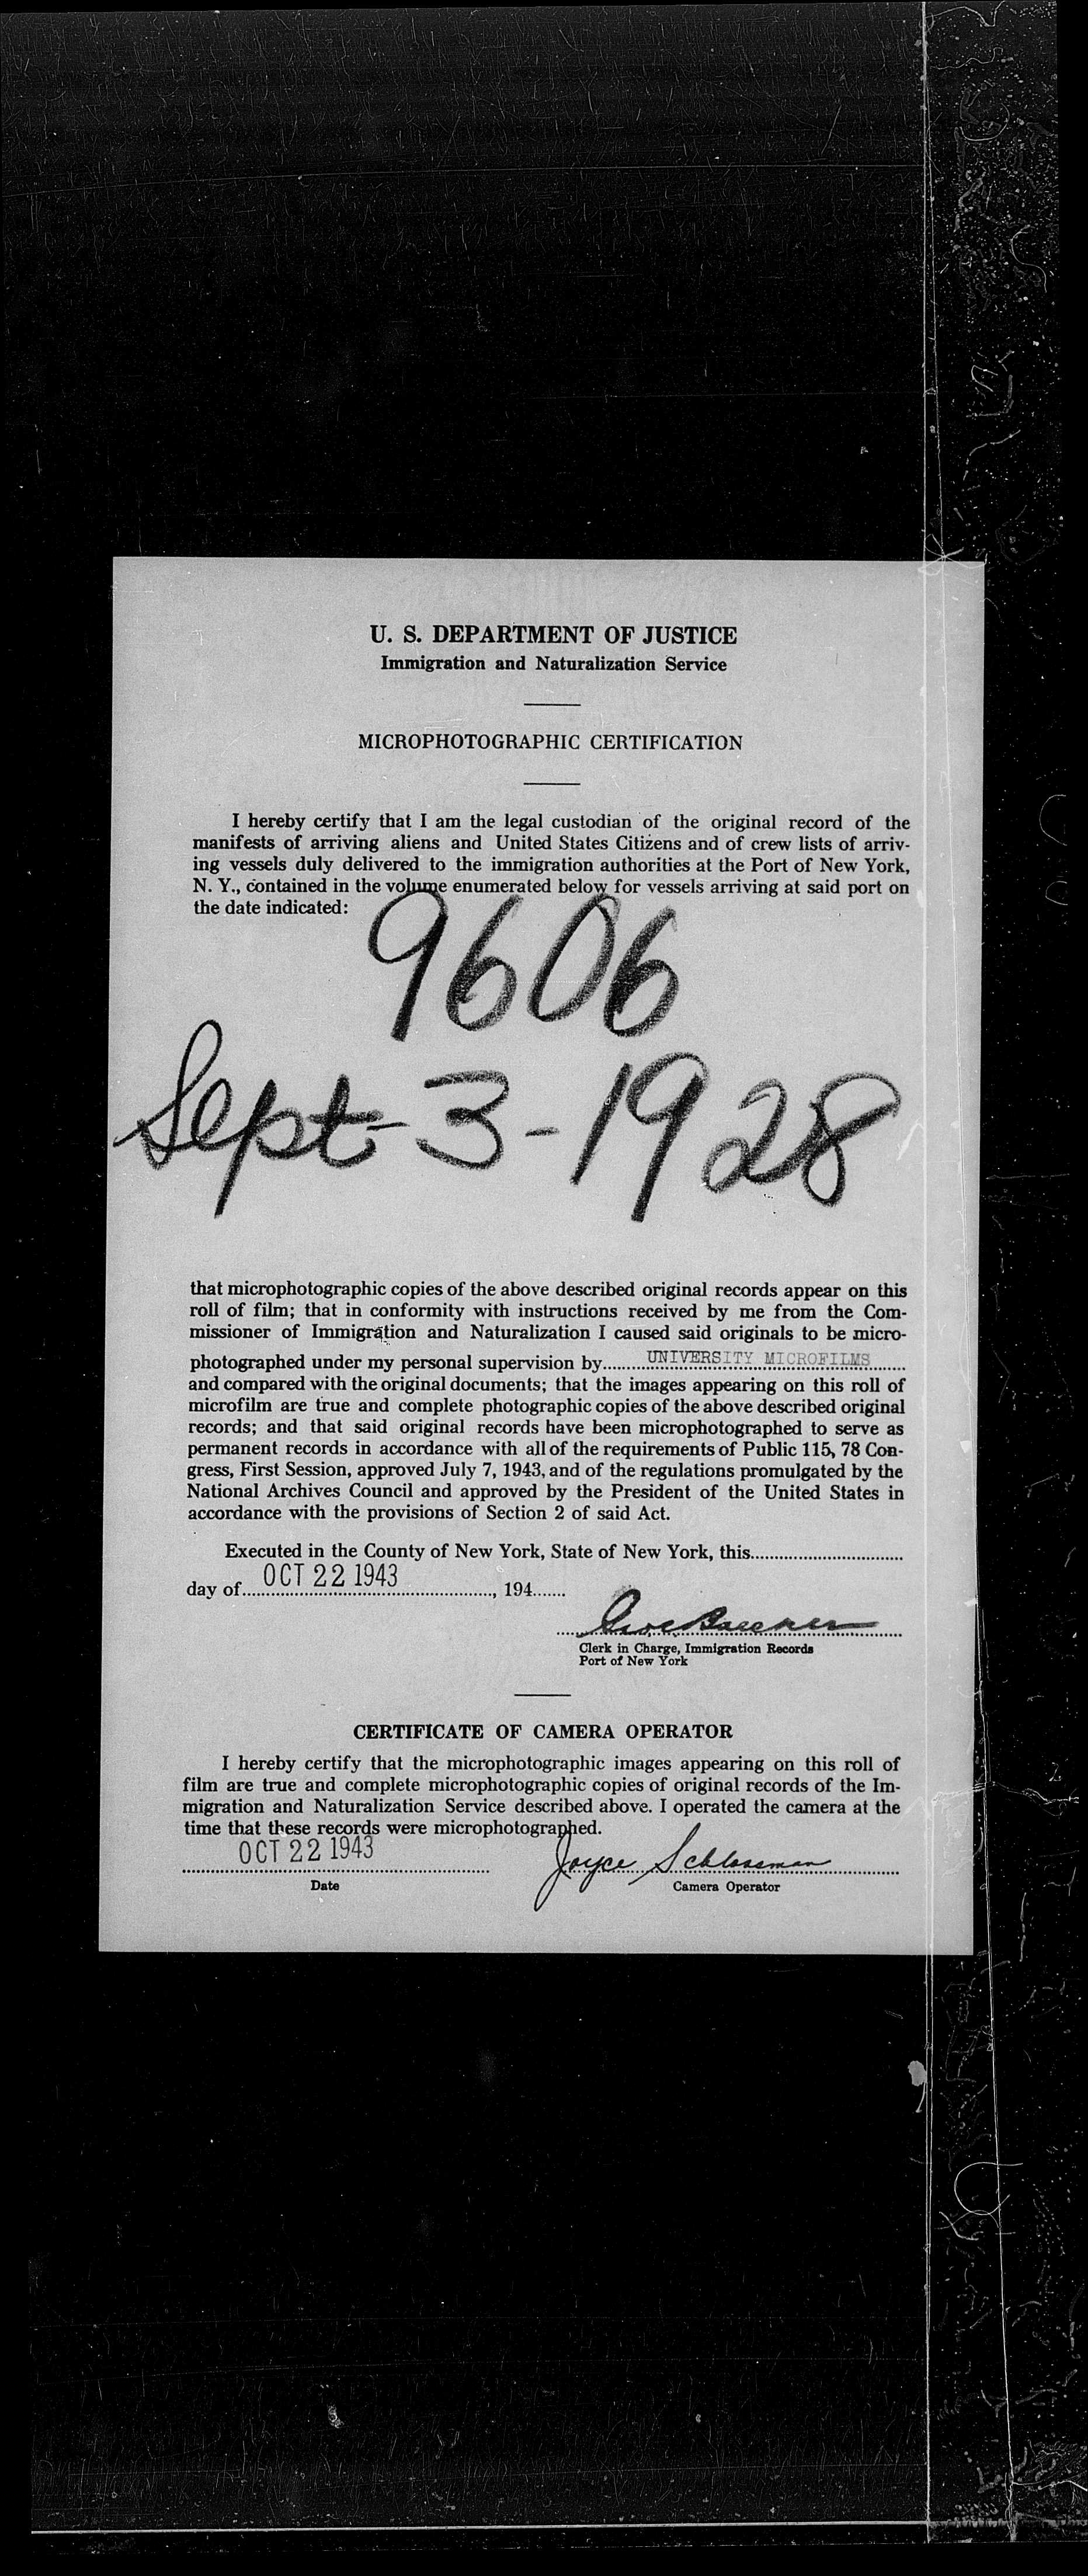 U. S. DEPARTMENT OF JUSTICE
Immigration and Naturalization Service
MICROPHOTOGRAPHIC CERTIFICATION
I hereby certify that I am the legal custodian of the original record of the
manifests of arriving aliens and United States Citizens and of crew lists of arriv-
ing vessels duly delivered to the immigration authorities at the Port of New York,
N. Y., contained in the volume enumerated below for vessels arriving at said port on
the date indicated:
9606
Sept-3-1928
that microphotographic copies of the above described original records appear on this
roll of film; that in conformity with instructions received by me from the Com-
missioner of Immigration and Naturalization I caused said originals to be micro-
photographed under my personal supervision by UNIVERSITY MICROFILMS
and compared with the original documents; that the images appearing on this roll of
microfilm are true and complete photographic copies of the above described original
records; and that said original records have been microphotographed to serve as
permanent records in accordance with all of the requirements of Public 115, 78 Con-
gress, First Session, approved July 7, 1943, and of the regulations promulgated by the
National Archives Council and approved by the President of the United States in
accordance with the provisions of Section 2 of said Act.
Executed in the County of New York, State of New York, this
day of OCT 22 1943, 194
Clerk in Charge, Immigration Records
Port of New York
CERTIFICATE OF CAMERA OPERATOR
I hereby certify that the microphotographic images appearing on this roll of
film are true and complete microphotographic copies of original records of the Im-
migration and Naturalization Service described above. I operated the camera at the
time that these records were microphotographed.
OCT 22 1943 Joyce Schlossman
Date Camera Operator